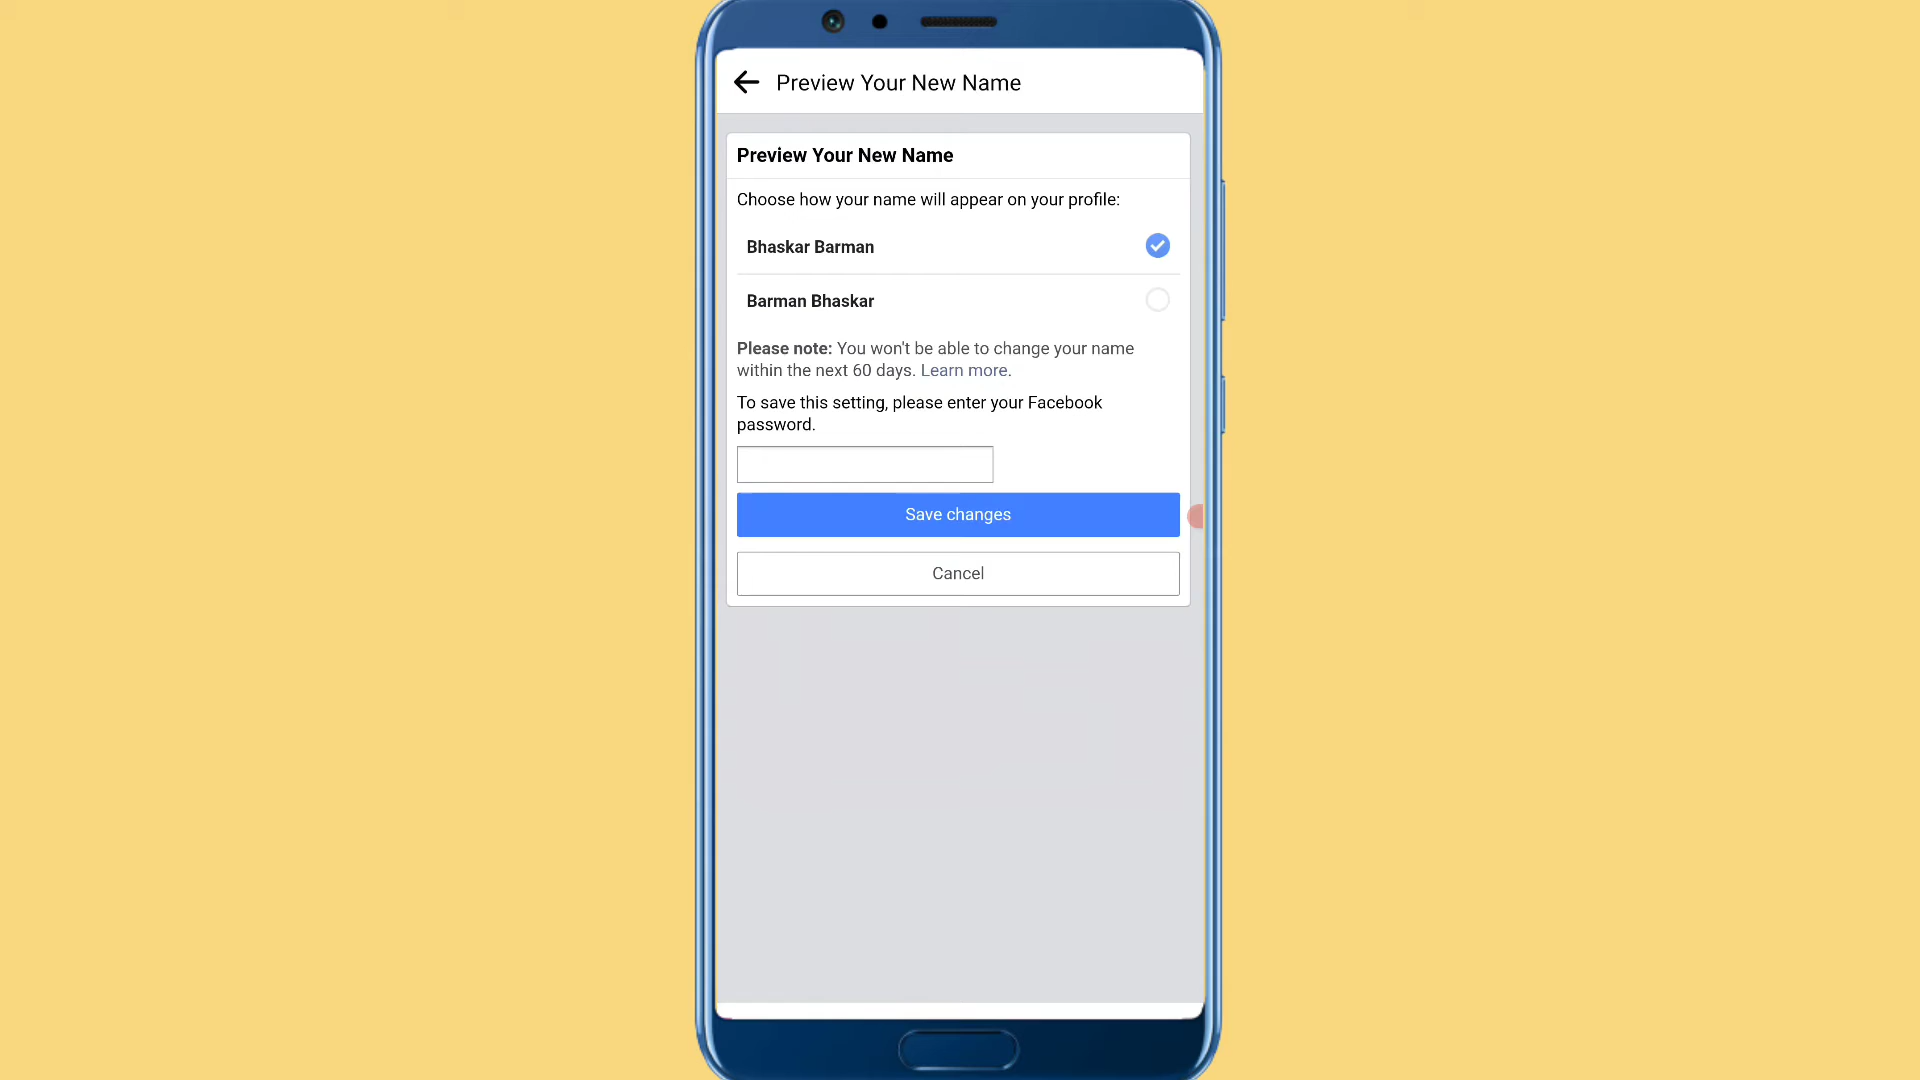 Preview Your New Name
Preview Your New Name
Choose how your name will appear on your profile:
Bhaskar Barman
Barman Bhaskar
Please note: You won't be able to change your name
within the next 60 days. Learn more.
To save this setting, please enter your Facebook
password.
Save changes
Cancel